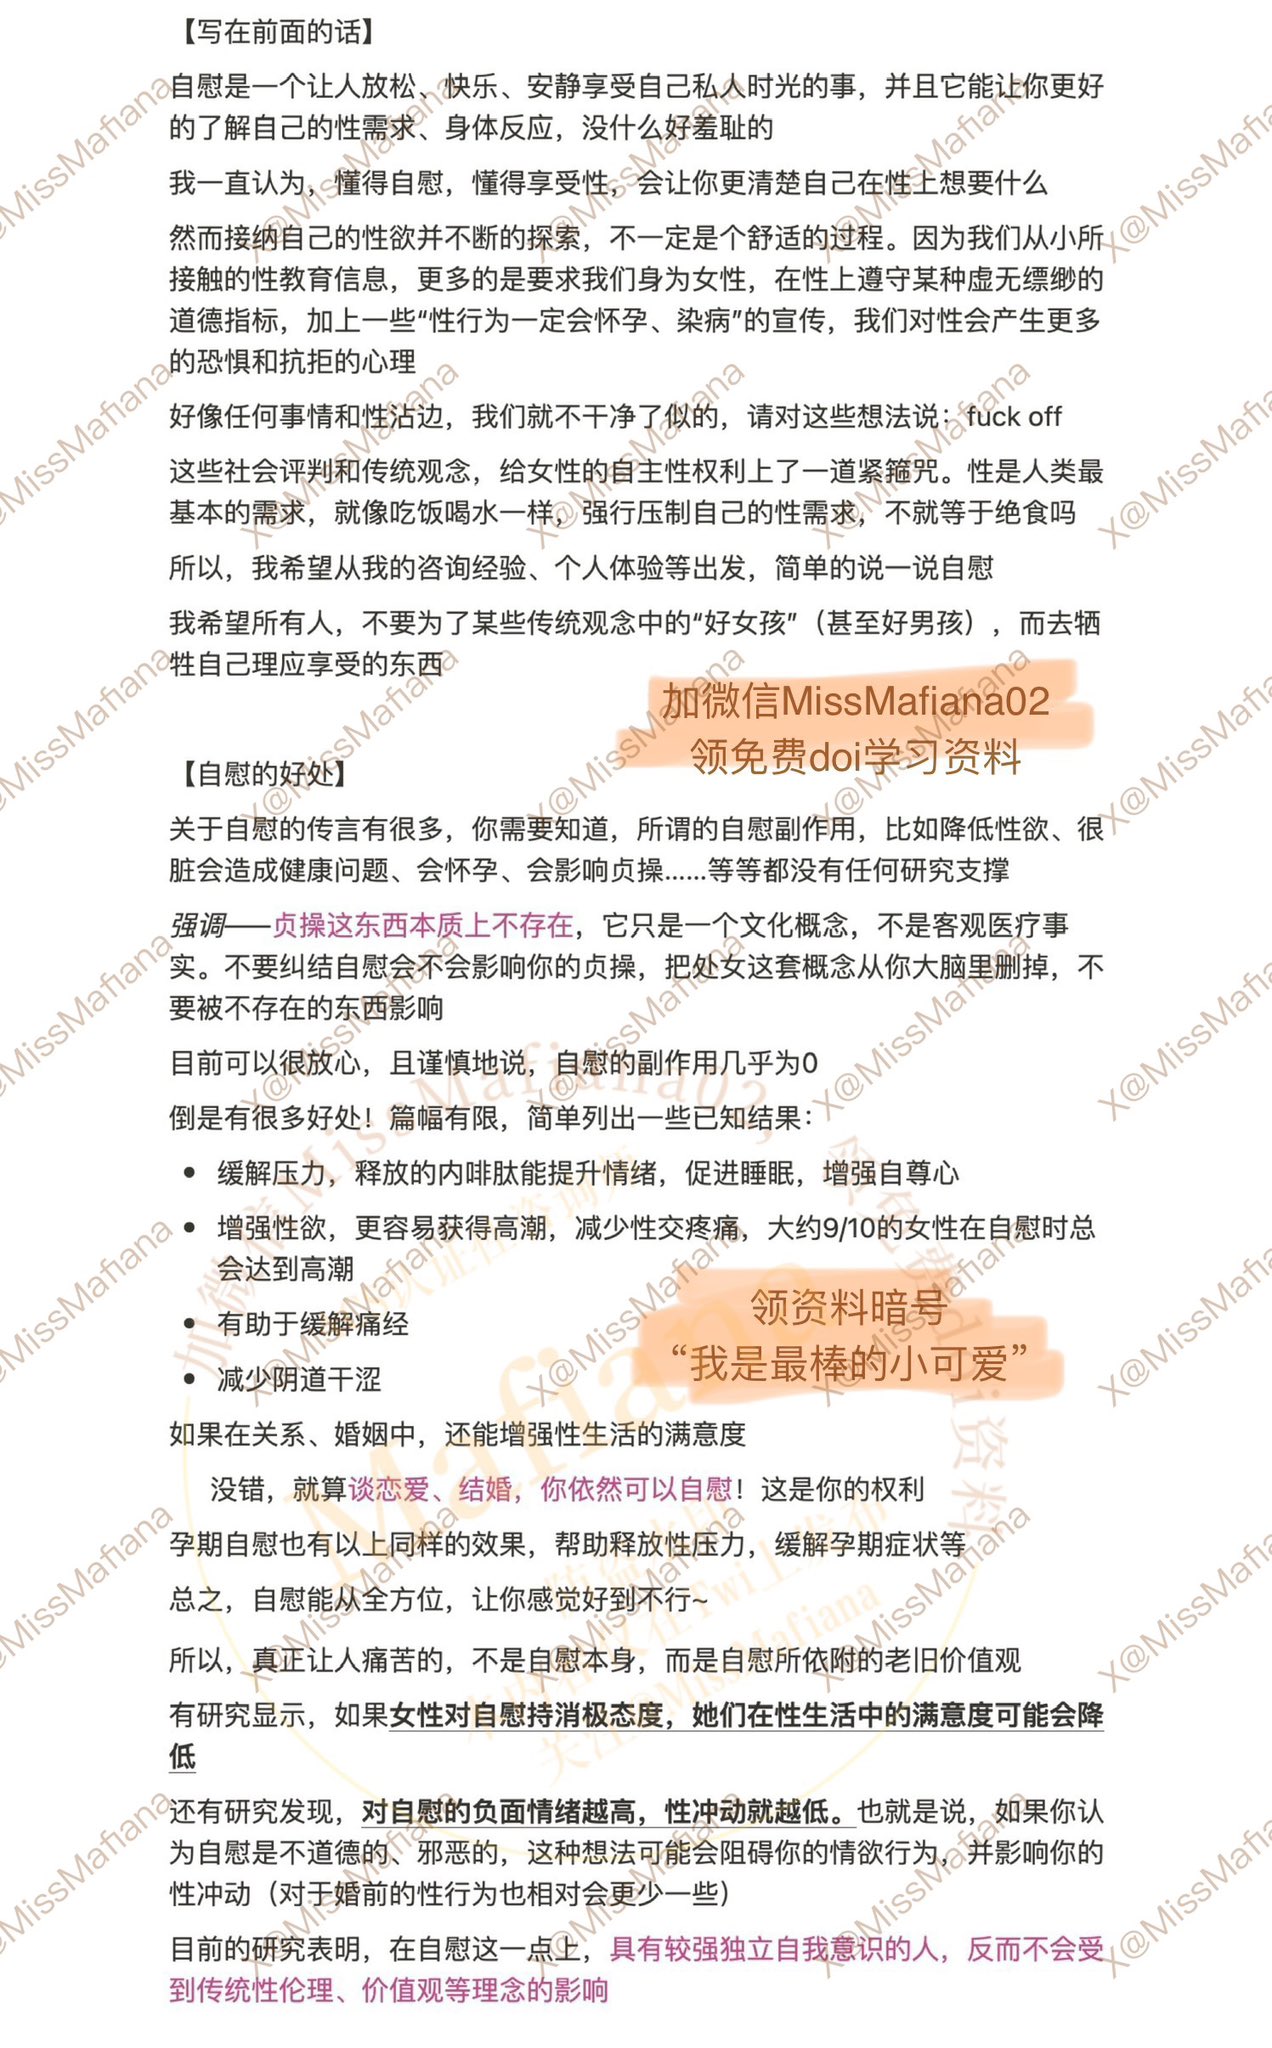 【写在前面的话】
自慰是一个让人放松、快乐、安静享受自己私人时光的事，并且它能让你更好
的了解自己的性需求、身体反应，没什么好羞耻的
我一直认为，懂得自慰，懂得享受性，会让你更清楚自己在性上想要什么
然而接纳自己的性欲并不断的探索，不一定是个舒适的过程。因为我们从小所
接触的性教育信息，更多的是要求我们身为女性，在性上遵守某种虚无缥缈的
道德指标，加上一些“性行为一定会怀孕、染病”的宣传，我们对性会产生更多
的恐惧和抗拒的心理
好像任何事情和性沾边，我们就不干净了似的，请对这些想法说：fuck off
这些社会评判和传统观念，给女性的自主性权利上了一道紧箍咒。性是人类最
基本的需求，就像吃饭喝水一样，强行压制自己的性需求，不就等于绝食吗
所以，我希望从我的咨询经验、个人体验等出发，简单的说一说自慰
我希望所有人，不要为了某些传统观念中的“好女孩”（甚至好男孩），而去牺
牲自己理应享受的东西
加微信MissMafiana02
领免费doi学习资料
【自慰的好处】
关于自慰的传言有很多，你需要知道，所谓的自慰副作用，比如降低性欲、很
脏会造成健康问题、会怀孕、会影响贞操......等等都没有任何研究支撑
强调——贞操这东西本质上不存在，它只是一个文化概念，不是客观医疗事
实。不要纠结自慰会不会影响你的贞操，把处女这套概念从你大脑里删掉，不
要被不存在的东西影响
目前可以很放心，且谨慎地说，自慰的副作用几乎为0
倒是有很多好处！篇幅有限，简单列出一些已知结果：
• 缓解压力，释放的内啡肽能提升情绪，促进睡眠，增强自尊心
• 增强性欲，更容易获得高潮，减少性交疼痛，大约9/10的女性在自慰时总
会达到高潮
• 有助于缓解痛经
• 减少阴道干涩
领资料暗号
“我是最棒的小可爱”
如果在关系、婚姻中，还能增强性生活的满意度
没错，就算谈恋爱、结婚，你依然可以自慰！这是你的权利
孕期自慰也有以上同样的效果，帮助释放性压力，缓解孕期症状等
总之，自慰能从全方位，让你感觉好到不行~
所以，真正让人痛苦的，不是自慰本身，而是自慰所依附的老旧价值观
有研究显示，如果女性对自慰持消极态度，她们在性生活中的满意度可能会降
低
还有研究发现，对自慰的负面情绪越高，性冲动就越低。也就是说，如果你认
为自慰是不道德的、邪恶的，这种想法可能会阻碍你的情欲行为，并影响你的
性冲动（对于婚前的性行为也相对会更少一些）
目前的研究表明，在自慰这一点上，具有较强独立自我意识的人，反而不会受
到传统性伦理、价值观等理念的影响
X@MissMafiana
加微信MissMafiana02，领免费doi资料
Mafiana
关注@MissMafiana